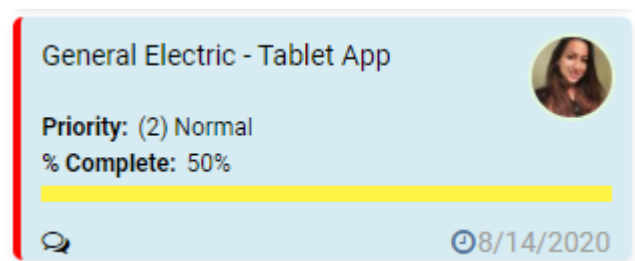 General Electric - Tablet App
Priority: (2) Normal
% Complete: 50%
8/14/2020